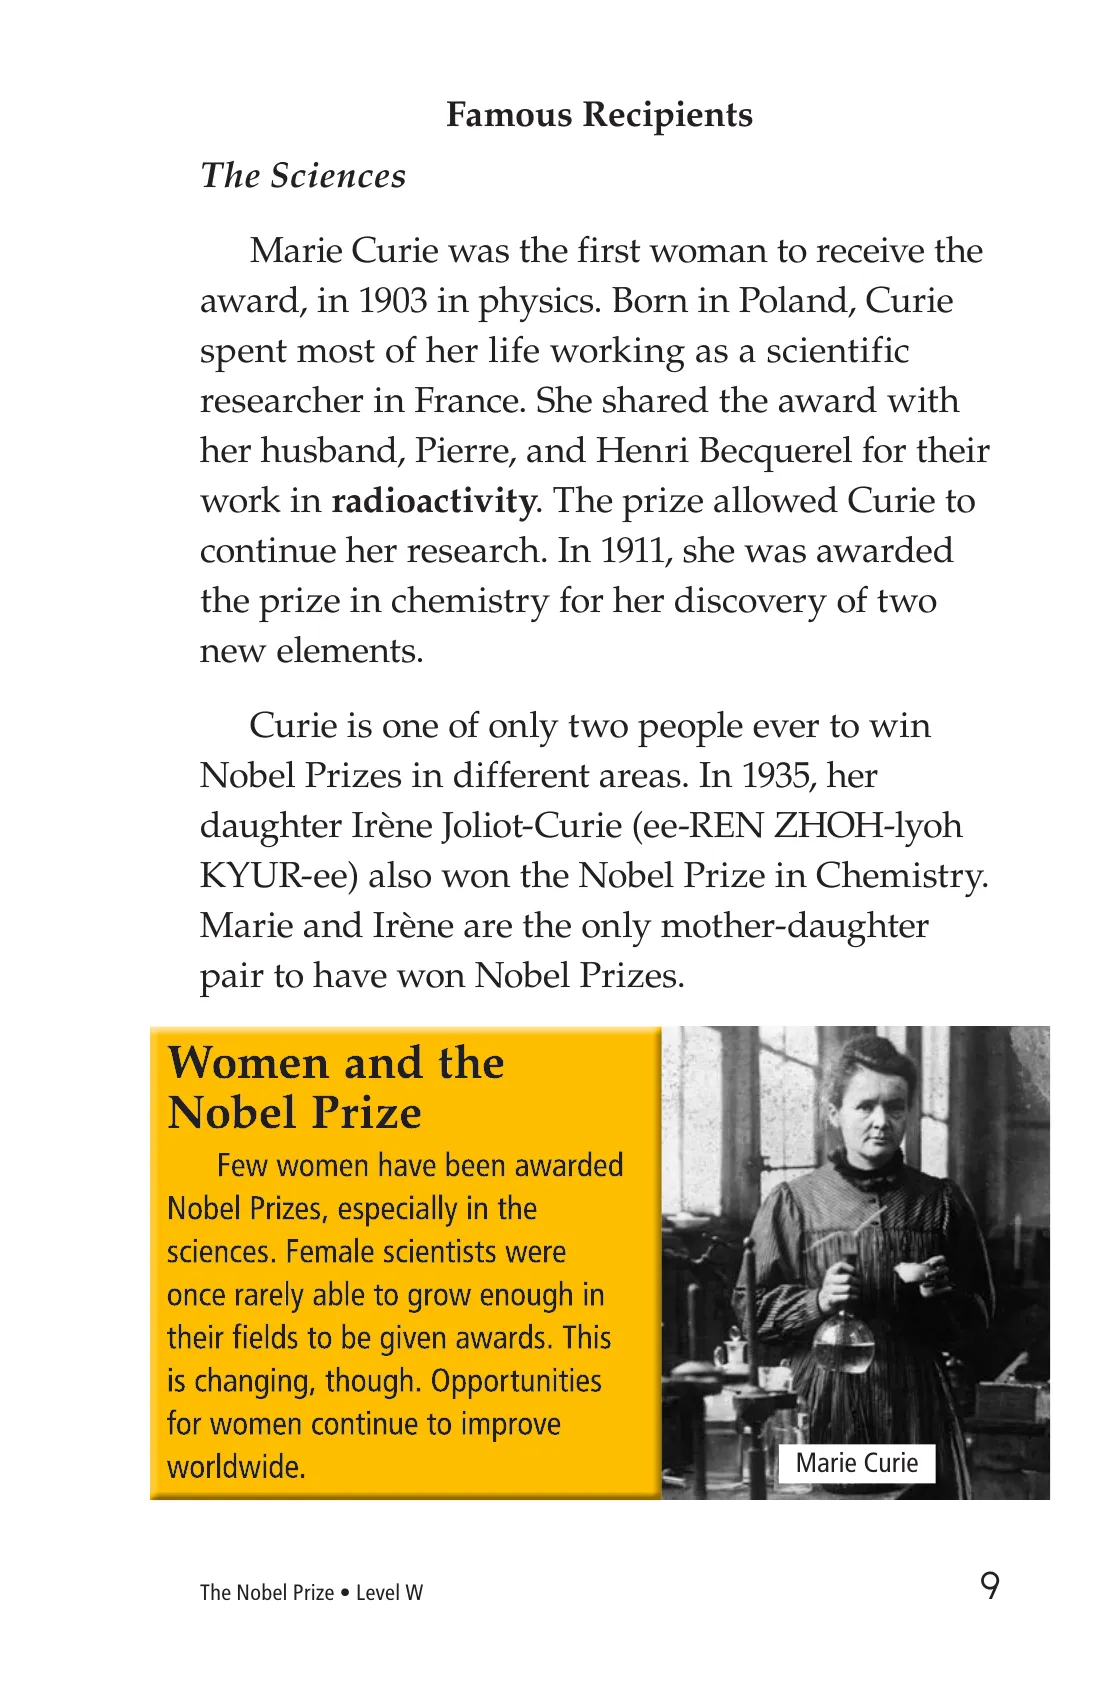 Famous Recipients
The Sciences
Marie Curie was the first woman to receive the
award, in 1903 in physics. Born in Poland, Curie
spent most of her life working as a scientific
researcher in France. She shared the award with
her husband, Pierre, and Henri Becquerel for their
work in radioactivity. The prize allowed Curie to
continue her research. In 1911, she was awarded
the prize in chemistry for her discovery of two
new elements.
Curie is one of only two people ever to win
Nobel Prizes in different areas. In 1935, her
daughter Irène Joliot-Curie (ee-REN ZHOH-lyoh
KYUR-ee) also won the Nobel Prize in Chemistry.
Marie and Irène are the only mother-daughter
pair to have won Nobel Prizes.
Women and the
Nobel Prize
Few women have been awarded
Nobel Prizes, especially in the
sciences. Female scientists were
once rarely able to grow enough in
their fields to be given awards. This
is changing, though. Opportunities
for women continue to improve
worldwide.
Marie Curie
The Nobel Prize • Level W
9